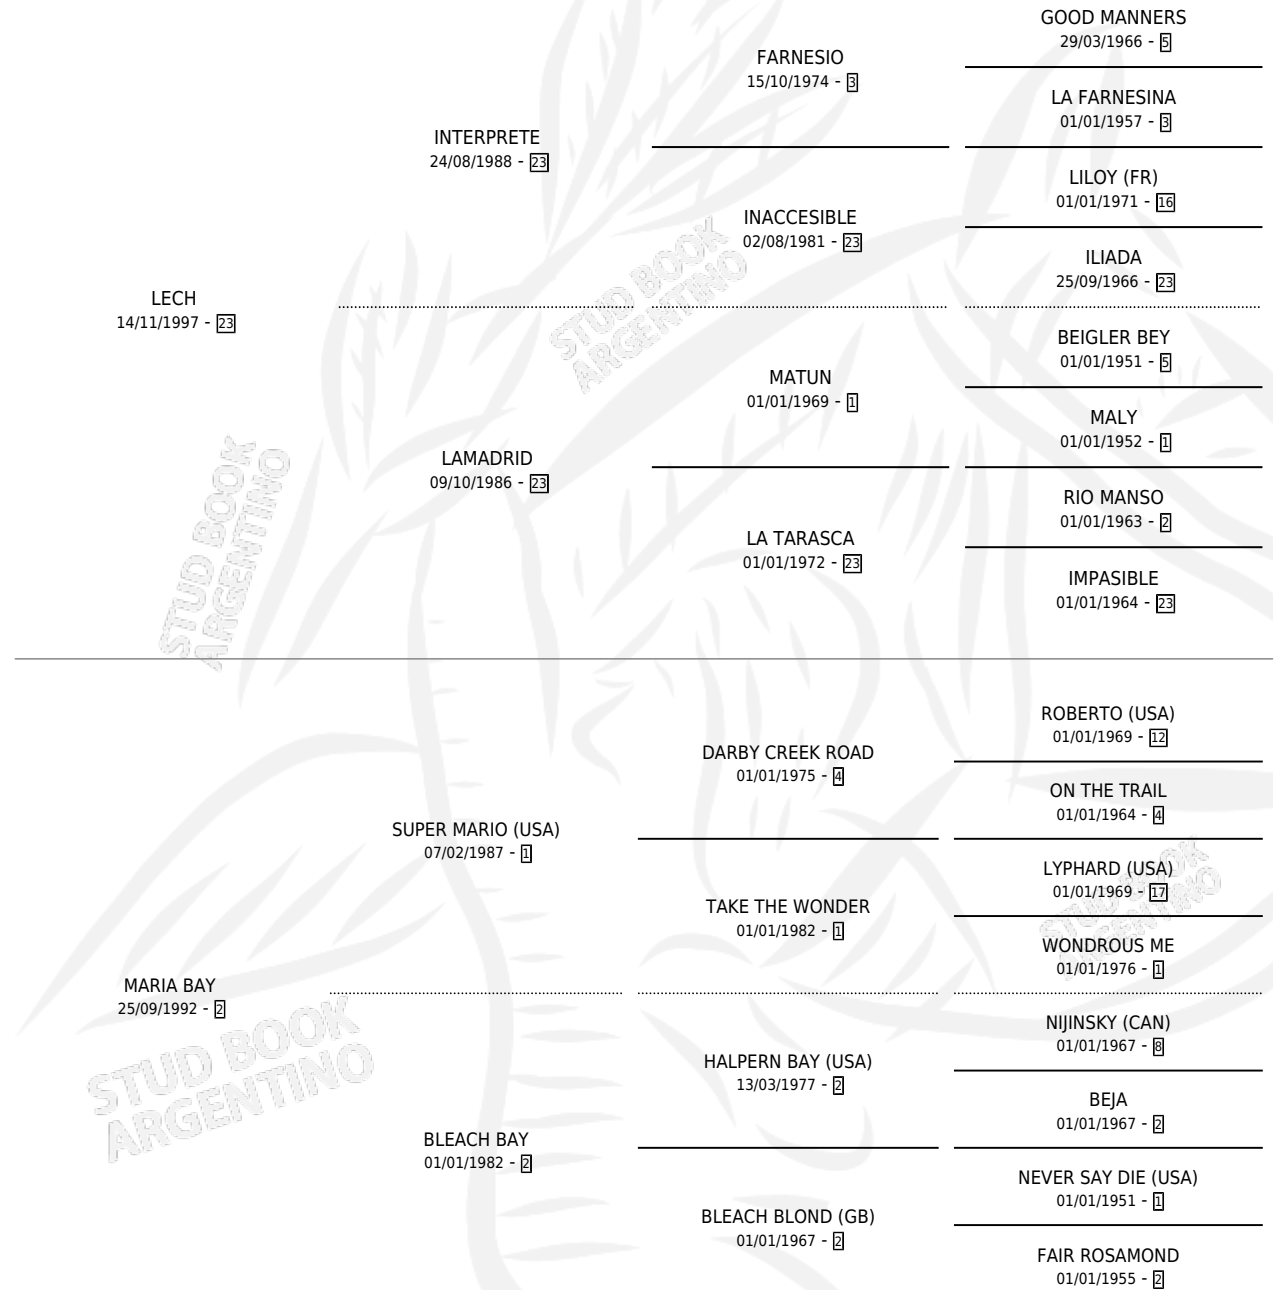 GOOD MANNERS
29/03/1966 - 5
FARNESIO
15/10/1974 - 3
LA FARNESINA
01/01/1957 - 3
INTERPRETE
24/08/1988 - 23
LILOY (FR)
01/01/1971 - 16
INACCESIBLE
02/08/1981 - 23
ILIADA
25/09/1966 - 23
LECH
14/11/1997 - 23
BEIGLER BEY
01/01/1951 - 5
MATUN
01/01/1969 - 1
MALY
01/01/1952 - 1
LAMADRID
09/10/1986 - 23
RIO MANSO
01/01/1963 - 2
LA TARASCA
01/01/1972 - 23
IMPASIBLE
01/01/1964 - 23
ROBERTO (USA)
01/01/1969 - 12
DARBY CREEK ROAD
01/01/1975 - 4
ON THE TRAIL
01/01/1964 - 4
SUPER MARIO (USA)
07/02/1987 - 1
LYPHARD (USA)
01/01/1969 - 17
TAKE THE WONDER
01/01/1982 - 1
WONDROUS ME
01/01/1976 - 1
MARIA BAY
25/09/1992 - 2
NIJINSKY (CAN)
01/01/1967 - 8
HALPERN BAY (USA)
13/03/1977 - 2
BEJA
01/01/1967 - 2
BLEACH BAY
01/01/1982 - 2
NEVER SAY DIE (USA)
01/01/1951 - 1
BLEACH BLOND (GB)
01/01/1967 - 2
FAIR ROSAMOND
01/01/1955 - 2
STUD BOOK
ARGENTINO
STUD BOOK
ARGENTINO
STUD BOOK
ARGENTINO
STUD BOOK
ARGENTINO